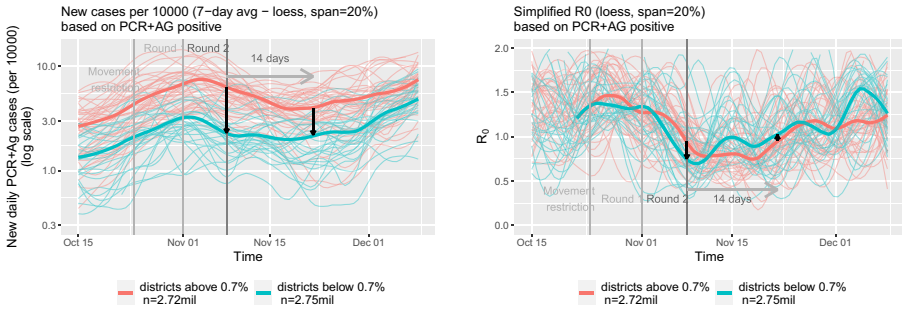 New cases per 10000 (7−day avg − loess, span=20%)
based on PCR+AG positive
New daily PCR+Ag cases (per 10000)
(log scale)
10.0
3.0
1.0
0.3
Movement
restriction
Round 1
Round 2
14 days
Oct 15
Nov 01
Nov 15
Dec 01
Time
districts above 0.7%
n=2.72mil
districts below 0.7%
n=2.75mil
Simplified R0 (loess, span=20%)
based on PCR+AG positive
R0
2.0
1.5
1.0
0.5
0.0
Movement
restriction
Round 1
Round 2
14 days
Oct 15
Nov 01
Nov 15
Dec 01
Time
districts above 0.7%
n=2.72mil
districts below 0.7%
n=2.75mil